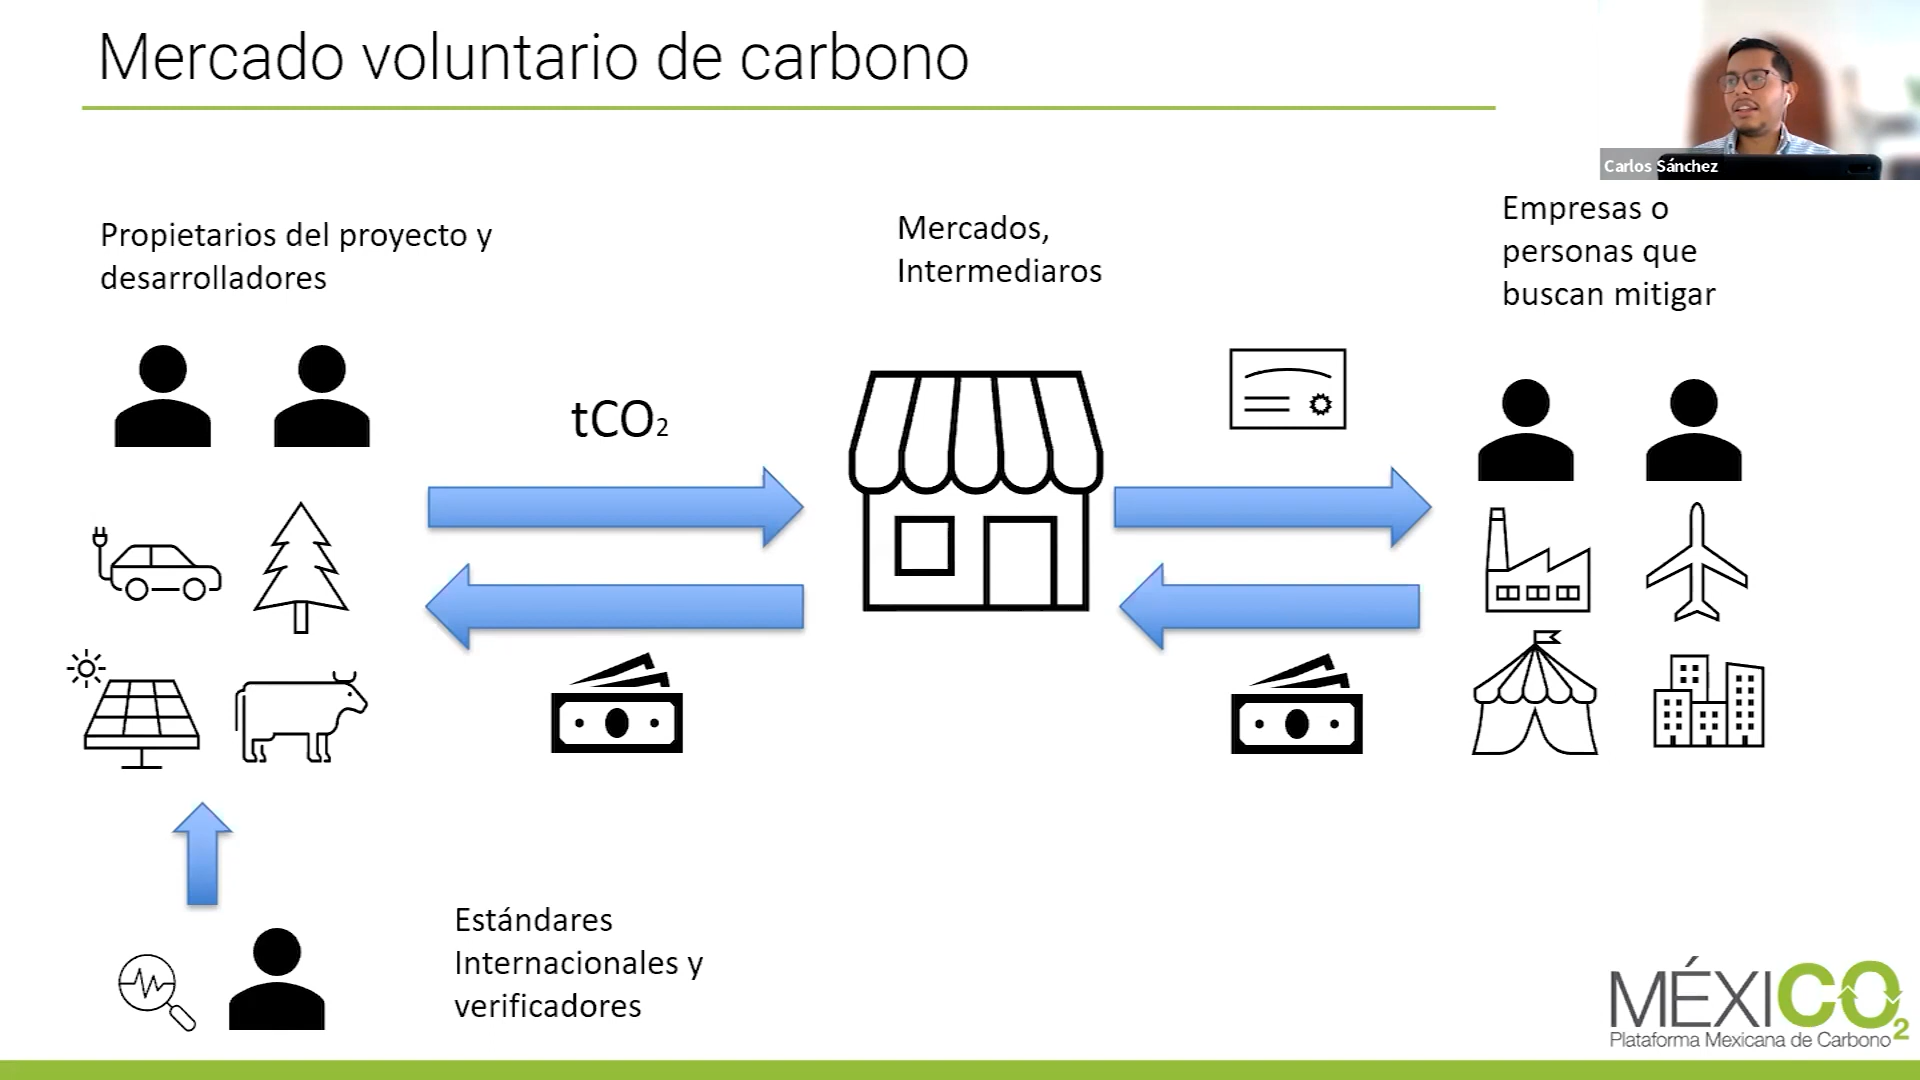 Mercado voluntario de carbono
Carlos Sánchez
Propietarios del proyecto y
desarrolladores
Mercados,
Intermediaros
Empresas o
personas que
buscan mitigar
tCO₂
Estándares
Internacionales y
verificadores
MÉXICO₂
Plataforma Mexicana de Carbono